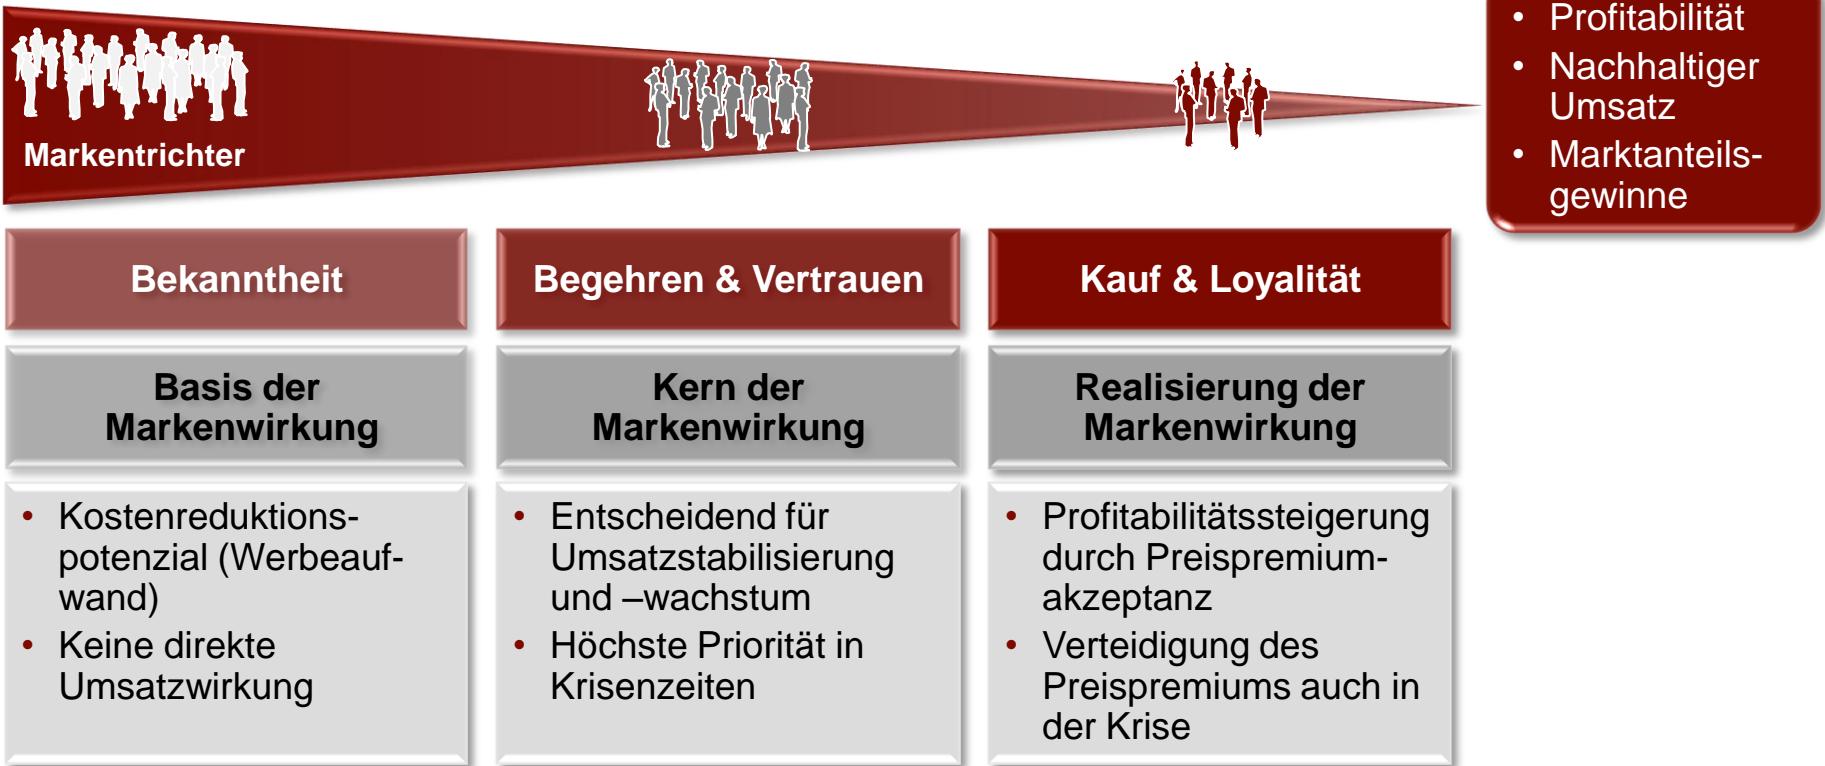 • Profitabilität
• Nachhaltiger
Umsatz
• Marktanteils-
gewinne
Markentrichter
Bekanntheit
Basis der
Markenwirkung
• Kostenreduktions-
potenzial (Werbeauf-
wand)
• Keine direkte
Umsatzwirkung
Begehren & Vertrauen
Kern der
Markenwirkung
• Entscheidend für
Umsatzstabilisierung
und –wachstum
• Höchste Priorität in
Krisenzeiten
Kauf & Loyalität
Realisierung der
Markenwirkung
• Profitabilitätssteigerung
durch Preispremium-
akzeptanz
• Verteidigung des
Preispremiums auch in
der Krise